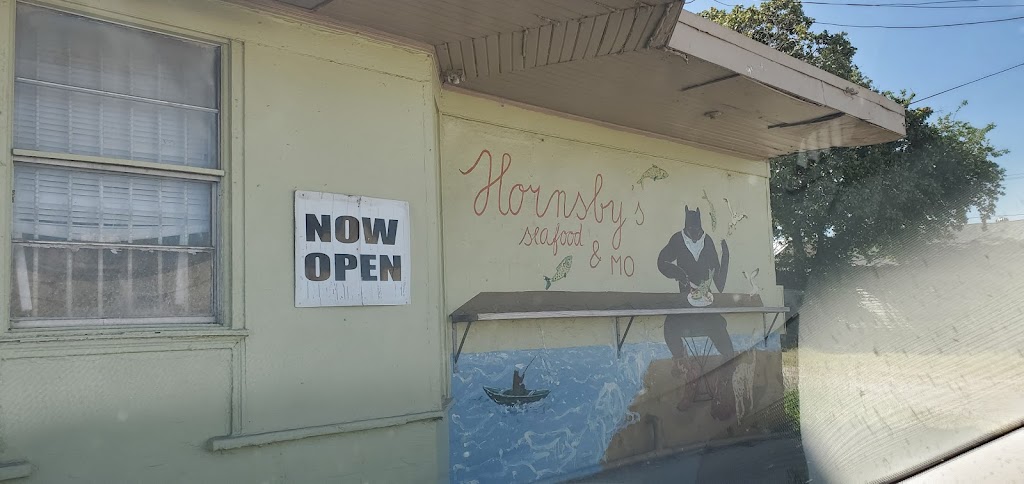 NOW
OPEN
Hornsby's
seafood
& MO